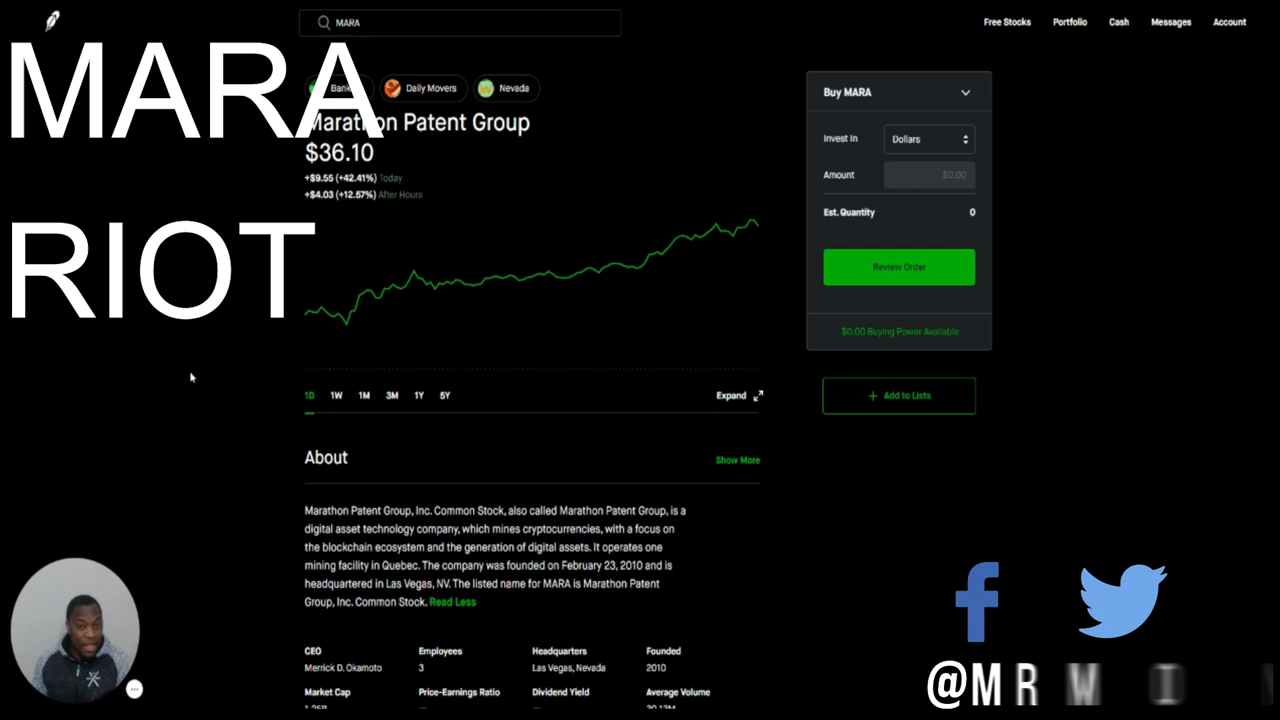 MARA
Free Stocks
Portfolio
Cash
Messages
Account
MARA
RIOT
Daily Movers
Nevada
Marathon Patent Group
$36.10
+$9.55 (+42.41%) Today
+$4.03 (+12.57%) After Hours
Buy MARA
Invest In
Dollars
Amount
$0.00
Est. Quantity
0
Review Order
$0.00 Buying Power Available
Add to Lists
1D
1W
1M
3M
1Y
5Y
Expand
About
Show More
Marathon Patent Group, Inc. Common Stock, also called Marathon Patent Group, is a
digital asset technology company, which mines cryptocurrencies, with a focus on
the blockchain ecosystem and the generation of digital assets. It operates one
mining facility in Quebec. The company was founded on February 23, 2010 and is
headquartered in Las Vegas, NV. The listed name for MARA is Marathon Patent
Group, Inc. Common Stock. Read Less
CEO
Employees
Headquarters
Founded
Merrick D. Okamoto
3
Las Vegas, Nevada
2010
Market Cap
Price-Earnings Ratio
Dividend Yield
Average Volume
@MRWI